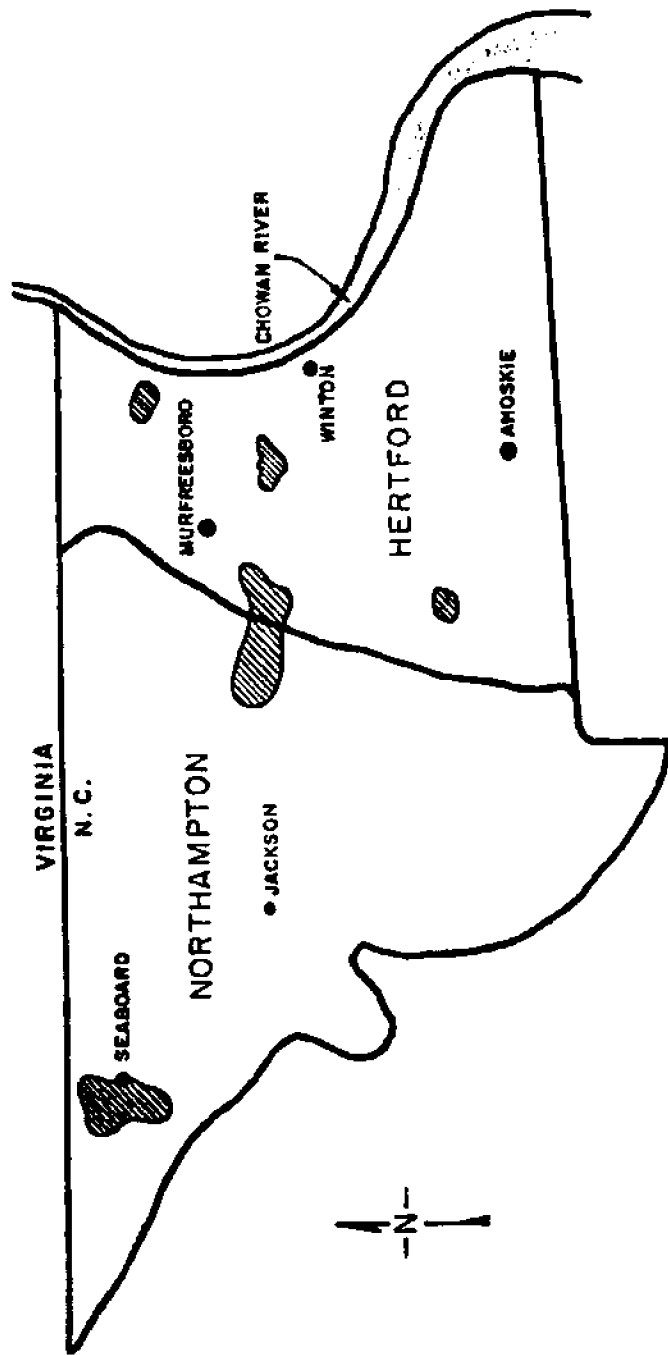 VIRGINIA
N.C.
SEABOARD
NORTHAMPTON
JACKSON
MURFREESBORO
CHOWAN RIVER
WINTON
HERTFORD
AHOSKIE
-N-